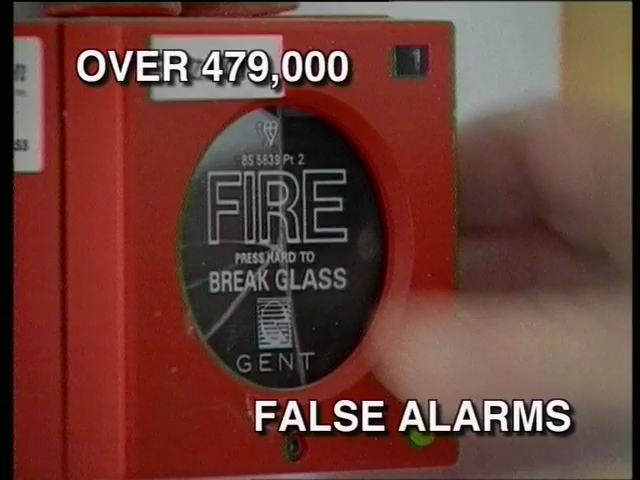 OVER 479,000
BS 5839 Pt 2
FIRE
PRESS HARD TO
BREAK GLASS
GENT
FALSE ALARMS